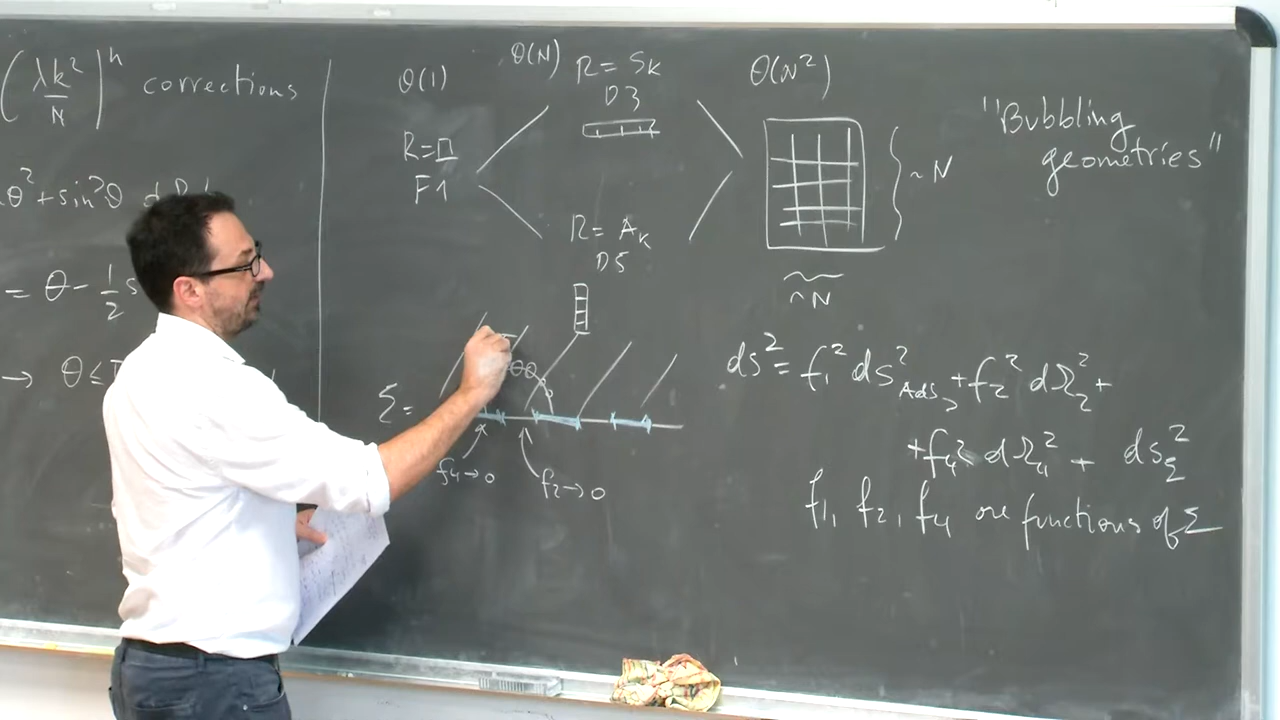 (λk²/N)ⁿ corrections
θ² + sin²θ d
= θ - 1/2 s
→ θ ≤
O(1)
R = □
F1
O(N)
R = S_k
D3
R = A_k
D5
O(N²)
} ~ N
~ N
"Bubbling
geometries"
Σ =
f₄ → 0
f₂ → 0
ds² = f₁² ds²_AdS₂ + f₂² dΩ₂² +
+ f₄² dΩ₄² + ds²_Σ
f₁, f₂, f₄ are functions of Σ